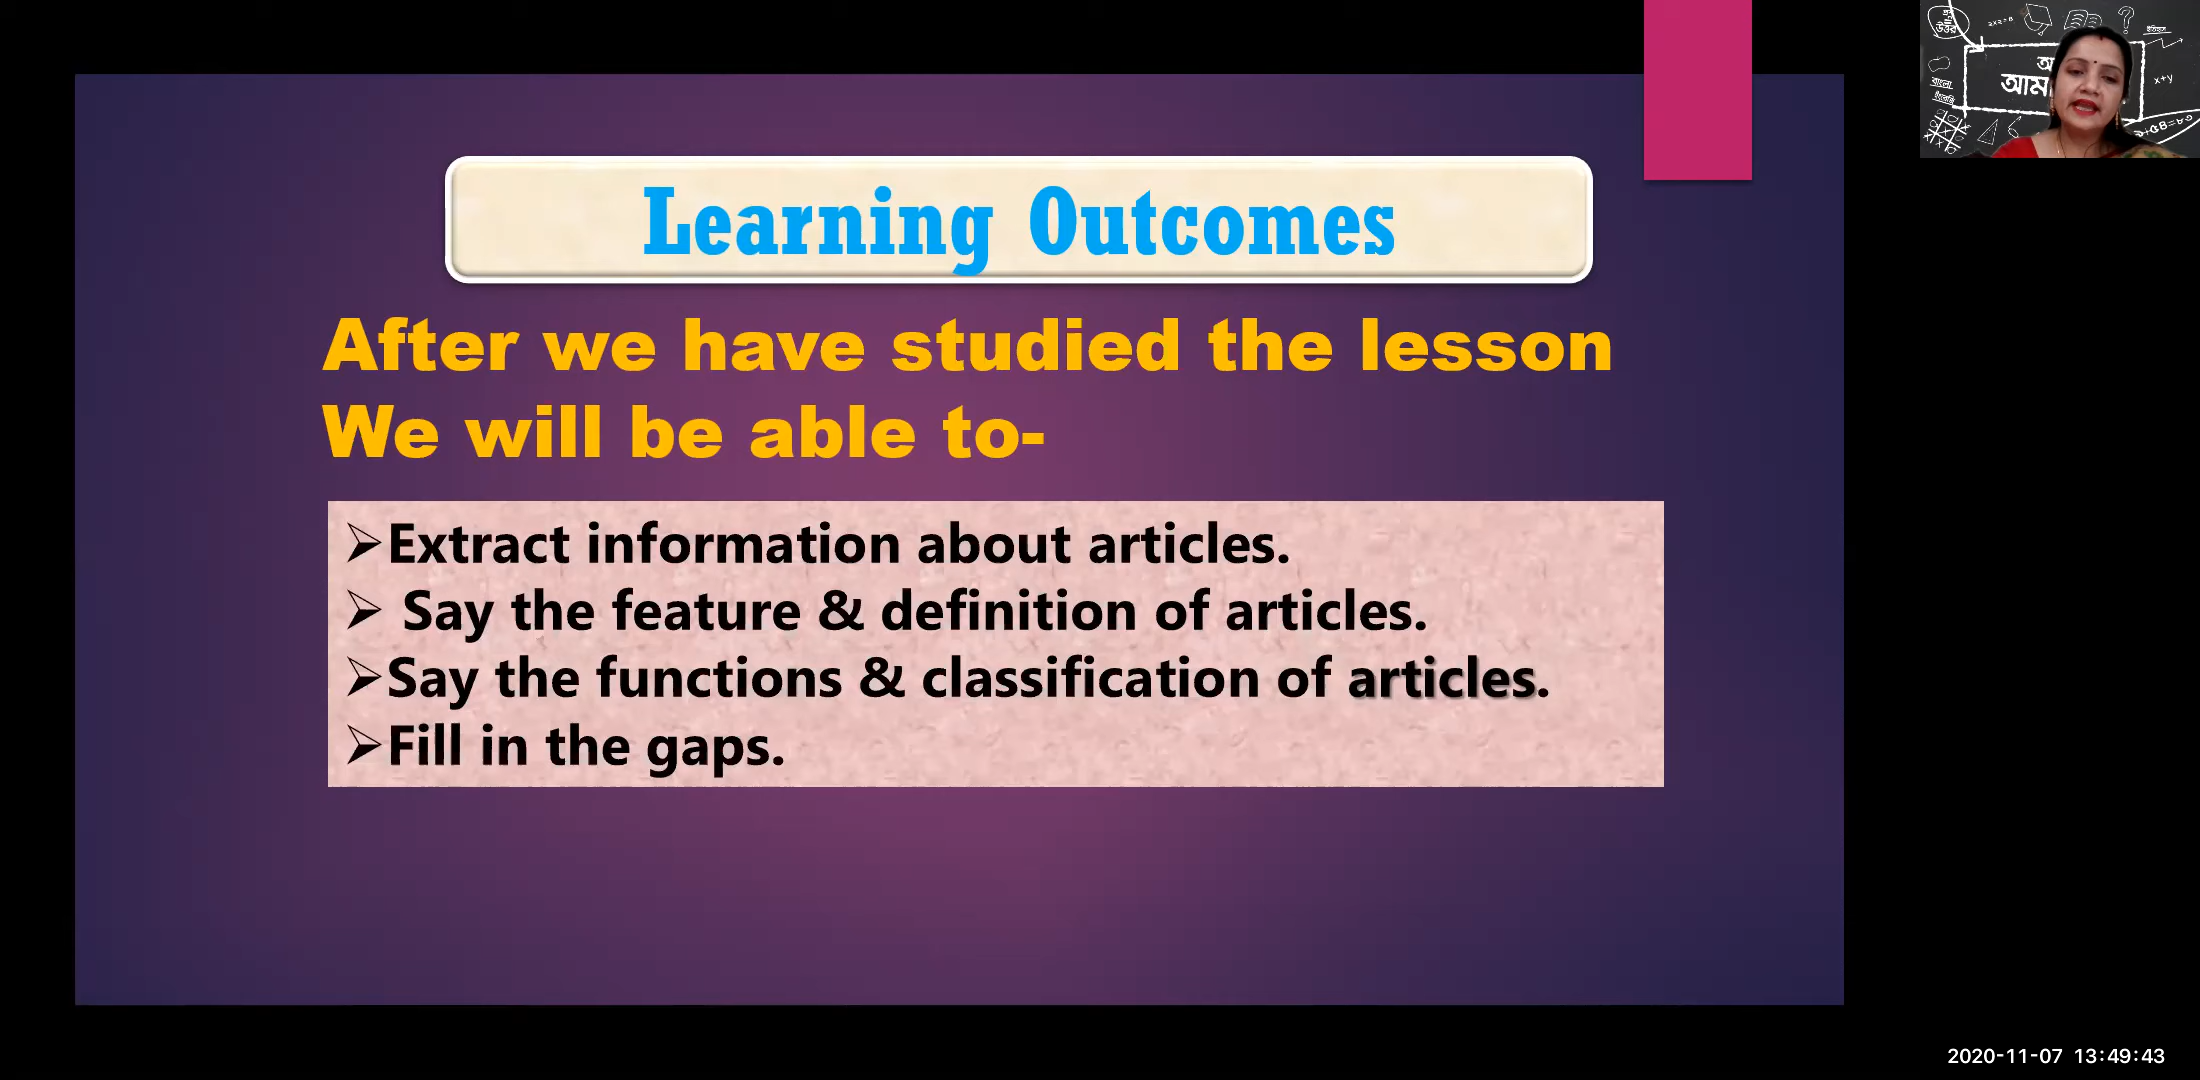 Learning Outcomes
After we have studied the lesson
We will be able to-
➢Extract information about articles.
➢ Say the feature & definition of articles.
➢Say the functions & classification of articles.
➢Fill in the gaps.
উত্তর
x+y
2020-11-07 13:49:43